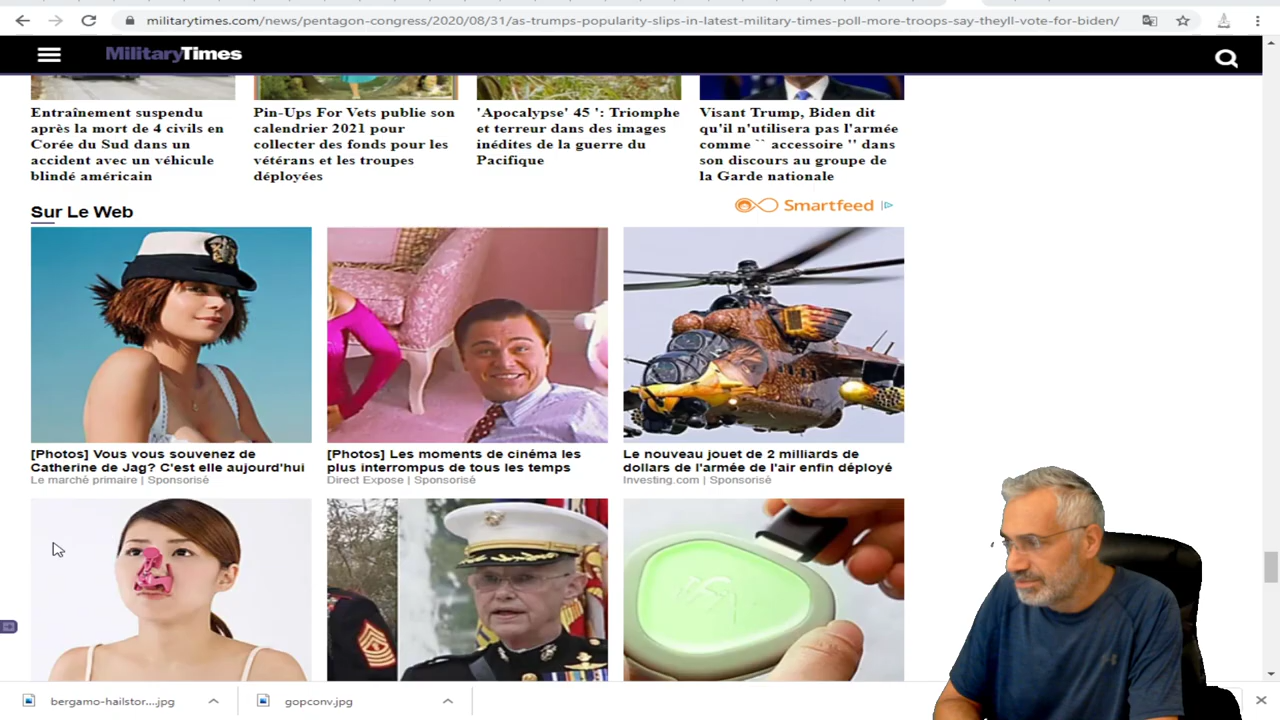 militarytimes.com/news/pentagon-congress/2020/08/31/as-trumps-popularity-slips-in-latest-military-times-poll-more-troops-say-theyll-vote-for-biden/
MilitaryTimes
Entraînement suspendu
après la mort de 4 civils en
Corée du Sud dans un
accident avec un véhicule
blindé américain
Pin-Ups For Vets publie son
calendrier 2021 pour
collecter des fonds pour les
vétérans et les troupes
déployées
'Apocalypse' 45 ': Triomphe
et terreur dans des images
inédites de la guerre du
Pacifique
Visant Trump, Biden dit
qu'il n'utilisera pas l'armée
comme `` accessoire '' dans
son discours au groupe de
la Garde nationale
Sur Le Web
Smartfeed
[Photos] Vous vous souvenez de
Catherine de Jag? C'est elle aujourd'hui
Le marché primaire | Sponsorisé
[Photos] Les moments de cinéma les
plus interrompus de tous les temps
Direct Expose | Sponsorisé
Le nouveau jouet de 2 milliards de
dollars de l'armée de l'air enfin déployé
Investing.com | Sponsorisé
bergamo-hailstor....jpg
gopconv.jpg